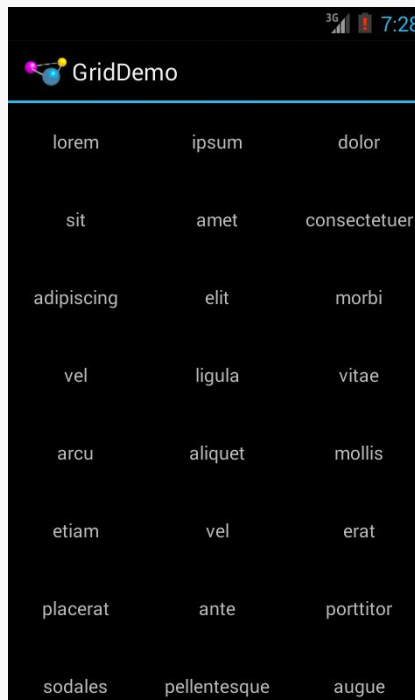 3G 7:28
GridDemo
lorem ipsum dolor
sit amet consectetuer
adipiscing elit morbi
vel ligula vitae
arcu aliquet mollis
etiam vel erat
placerat ante porttitor
sodales pellentesque augue